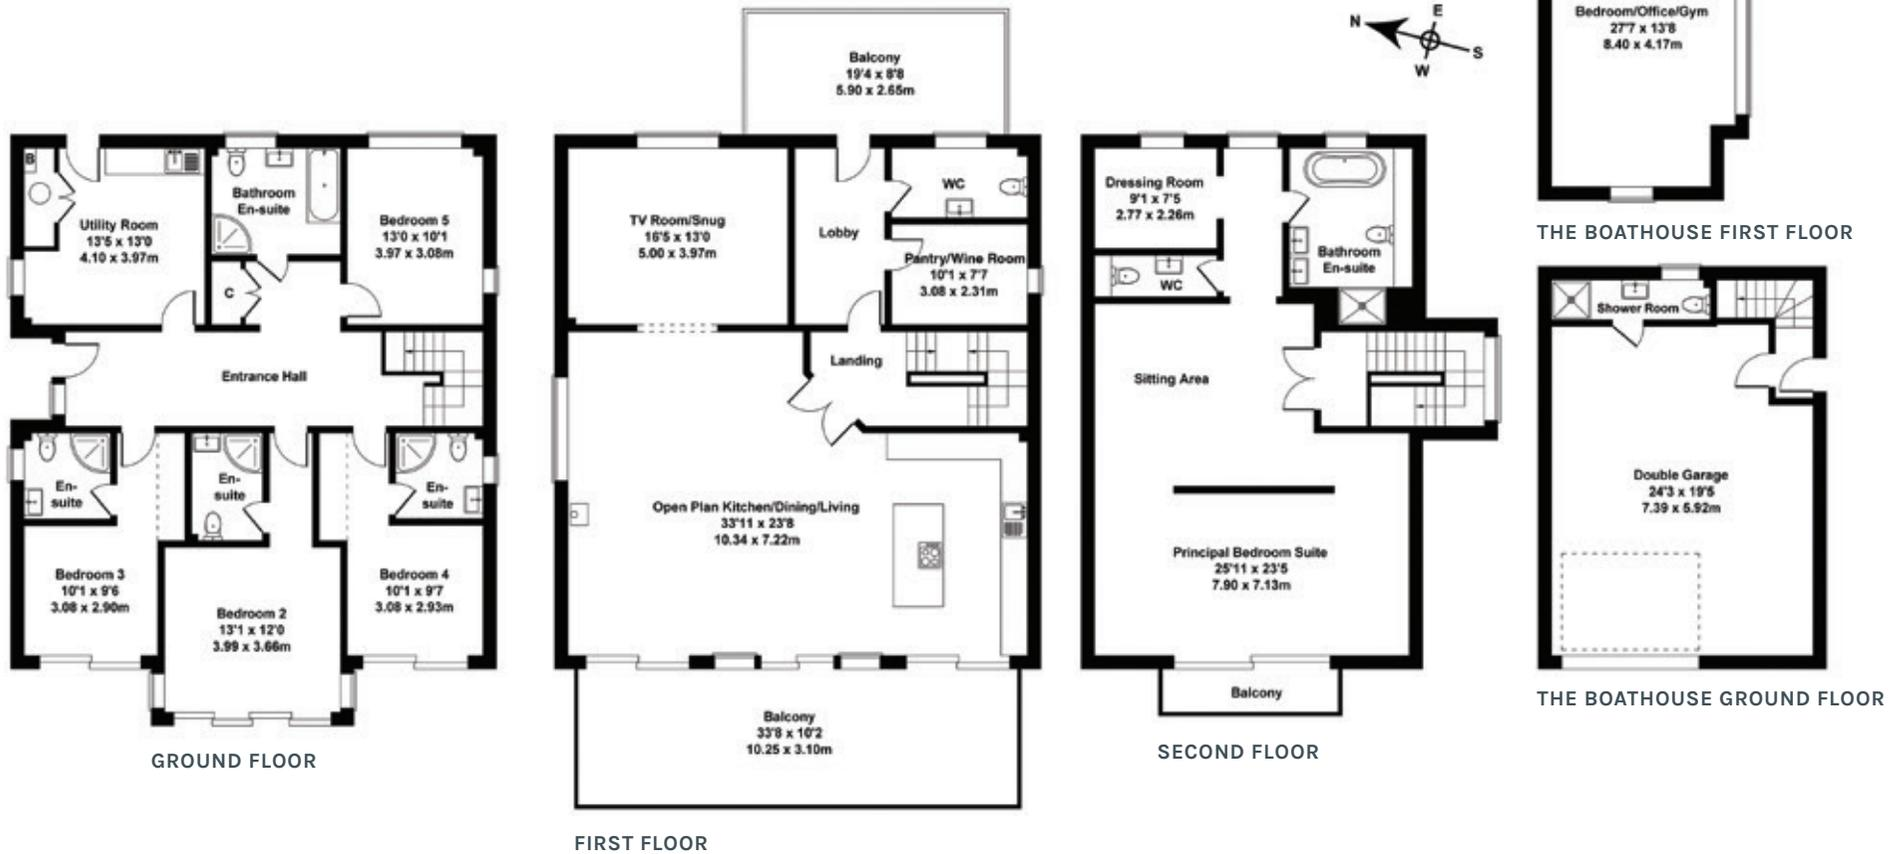 B
Utility Room
13'5 x 13'0
4.10 x 3.97m
Bathroom
En-suite
Bedroom 5
13'0 x 10'1
3.97 x 3.08m
C
Entrance Hall
En-
suite
En-
suite
En-
suite
Bedroom 3
10'1 x 9'6
3.08 x 2.90m
Bedroom 2
13'1 x 12'0
3.99 x 3.66m
Bedroom 4
10'1 x 9'7
3.08 x 2.93m
GROUND FLOOR
Balcony
19'4 x 8'8
5.90 x 2.65m
TV Room/Snug
16'5 x 13'0
5.00 x 3.97m
Lobby
WC
Pantry/Wine Room
10'1 x 7'7
3.08 x 2.31m
Landing
Open Plan Kitchen/Dining/Living
33'11 x 23'8
10.34 x 7.22m
Balcony
33'8 x 10'2
10.25 x 3.10m
FIRST FLOOR
N
E
S
W
Dressing Room
9'1 x 7'5
2.77 x 2.26m
WC
Bathroom
En-suite
Sitting Area
Principal Bedroom Suite
25'11 x 23'5
7.90 x 7.13m
Balcony
SECOND FLOOR
Bedroom/Office/Gym
27'7 x 13'8
8.40 x 4.17m
THE BOATHOUSE FIRST FLOOR
Shower Room
Double Garage
24'3 x 19'5
7.39 x 5.92m
THE BOATHOUSE GROUND FLOOR